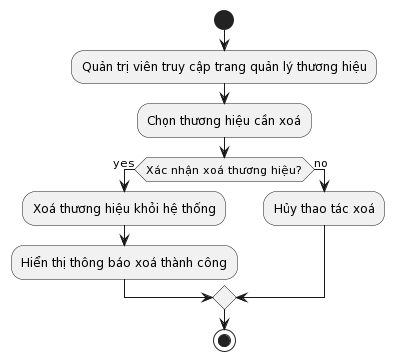 Quản trị viên truy cập trang quản lý thương hiệu
Chọn thương hiệu cần xoá
Xác nhận xoá thương hiệu?
yes
no
Xoá thương hiệu khỏi hệ thống
Hủy thao tác xoá
Hiển thị thông báo xoá thành công